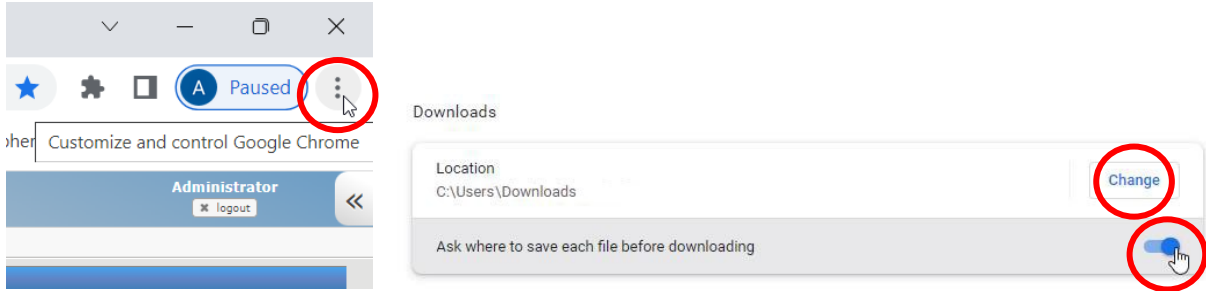 A Paused
pher Customize and control Google Chrome
Administrator
logout
Downloads
Location
C:\Users\Downloads
Change
Ask where to save each file before downloading